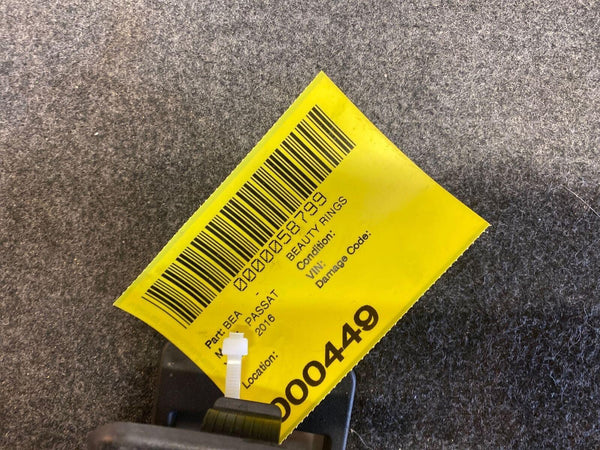 0000058799
Part: BEA - BEAUTY RINGS
PASSAT Condition:
2016 VIN:
Damage Code:
Location:
000449